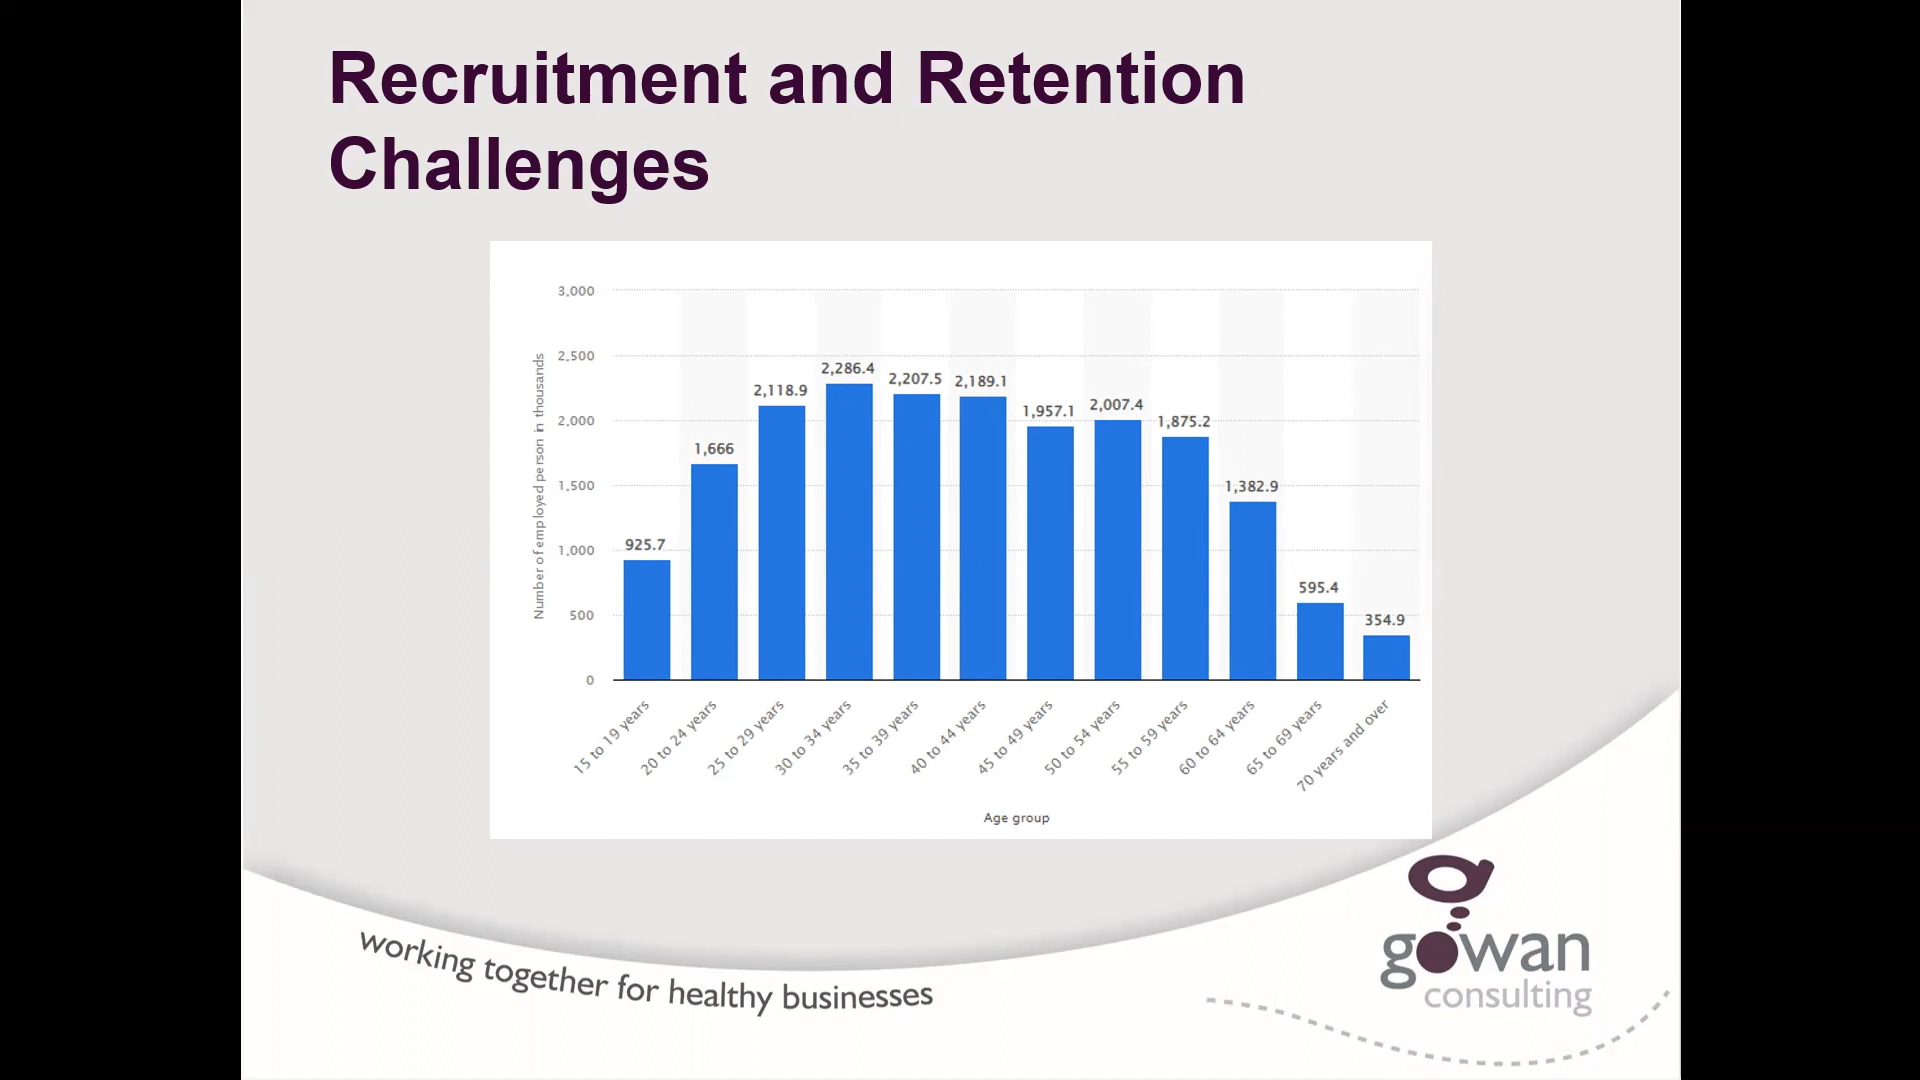 Recruitment and Retention
Challenges
Number of employed person in thousands
3,000
2,500
2,000
1,500
1,000
500
0
925.7
1,666
2,118.9
2,286.4
2,207.5
2,189.1
1,957.1
2,007.4
1,875.2
1,382.9
595.4
354.9
15 to 19 years
20 to 24 years
25 to 29 years
30 to 34 years
35 to 39 years
40 to 44 years
45 to 49 years
50 to 54 years
55 to 59 years
60 to 64 years
65 to 69 years
70 years and over
Age group
working together for healthy businesses
gowan
consulting